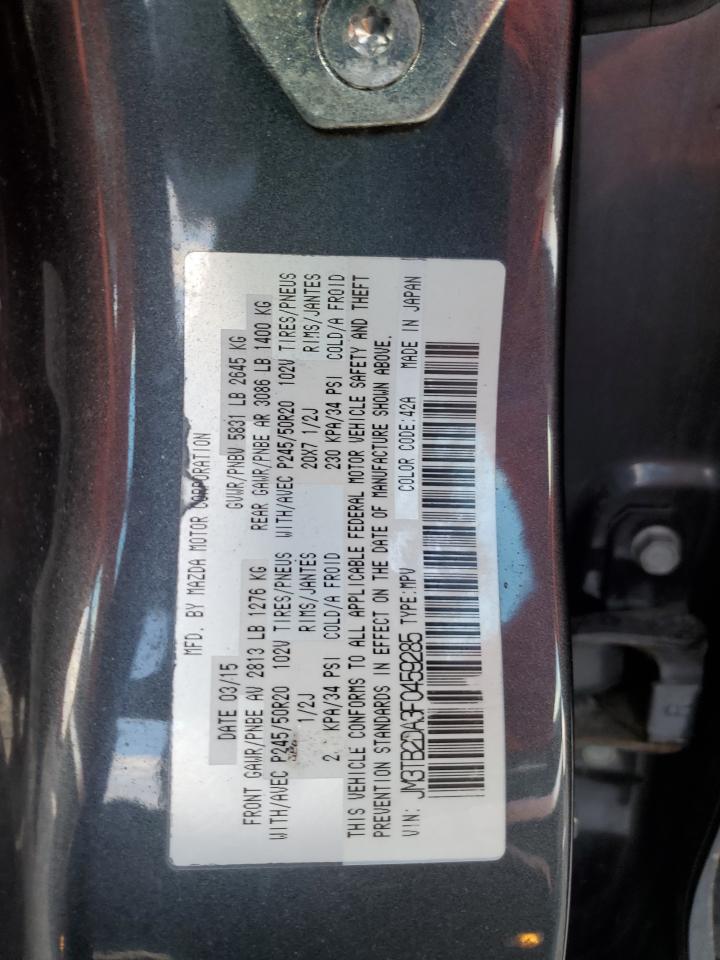 MFD. BY MAZDA MOTOR CORPORATION
DATE 03/15 GVWR/PNBV 5831 LB 2645 KG
FRONT GAWR/PNBE AV 2813 LB 1276 KG REAR GAWR/PNBE AR 3086 LB 1400 KG
WITH/AVEC P245/50R20 102V TIRES/PNEUS WITH/AVEC P245/50R20 102V TIRES/PNEUS
1/2J RIMS/JANTES 20X7 1/2J RIMS/JANTES
2 KPA/34 PSI COLD/A FROID 230 KPA/34 PSI COLD/A FROID
THIS VEHICLE CONFORMS TO ALL APPLICABLE FEDERAL MOTOR VEHICLE SAFETY AND THEFT
PREVENTION STANDARDS IN EFFECT ON THE DATE OF MANUFACTURE SHOWN ABOVE.
VIN: JM3TB2DA3F0459285 TYPE:MPV COLOR CODE:42A MADE IN JAPAN